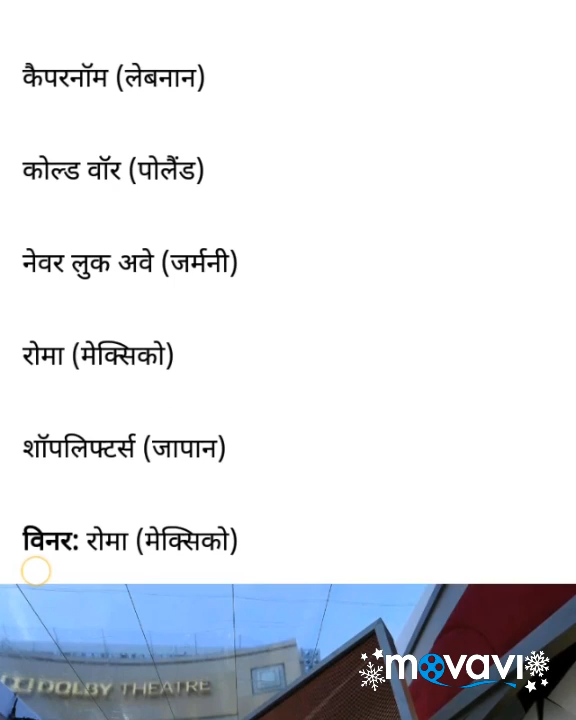 कैपरनॉम (लेबनान)
कोल्ड वॉर (पोलैंड)
नेवर लुक अवे (जर्मनी)
रोमा (मेक्सिको)
शॉपलिफ्टर्स (जापान)
विनर: रोमा (मेक्सिको)
DOLBY THEATRE
movavi